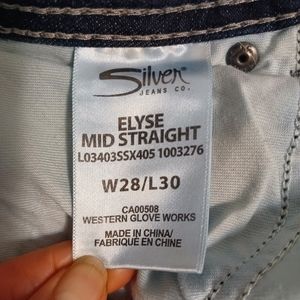 Silver
JEANS CO.
ELYSE
MID STRAIGHT
L03403SSX405 1003276
W28/L30
CA00508
WESTERN GLOVE WORKS
MADE IN CHINA/
FABRIQUÉ EN CHINE